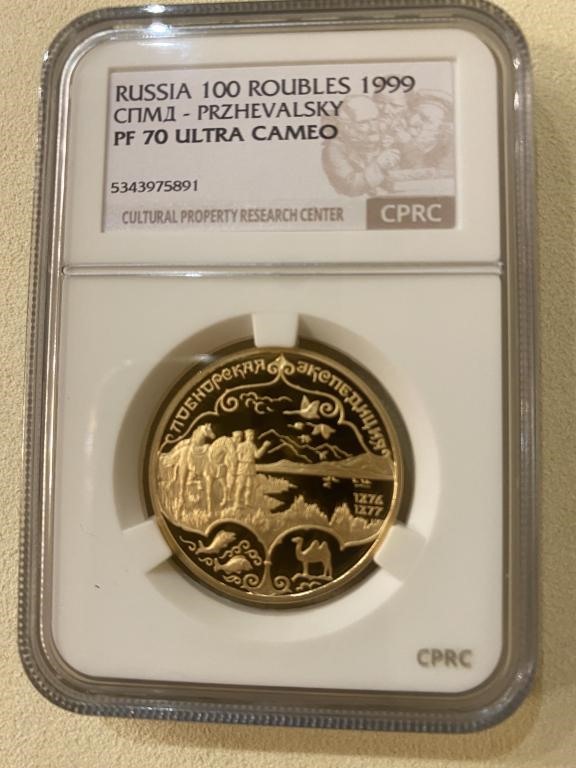 RUSSIA 100 ROUBLES 1999
СПМД - PRZHEVALSKY
PF 70 ULTRA CAMEO
5343975891
CULTURAL PROPERTY RESEARCH CENTER
CPRC
ЛОБНОРСКАЯ ЭКСПЕДИЦИЯ
1876
1877
CPRC